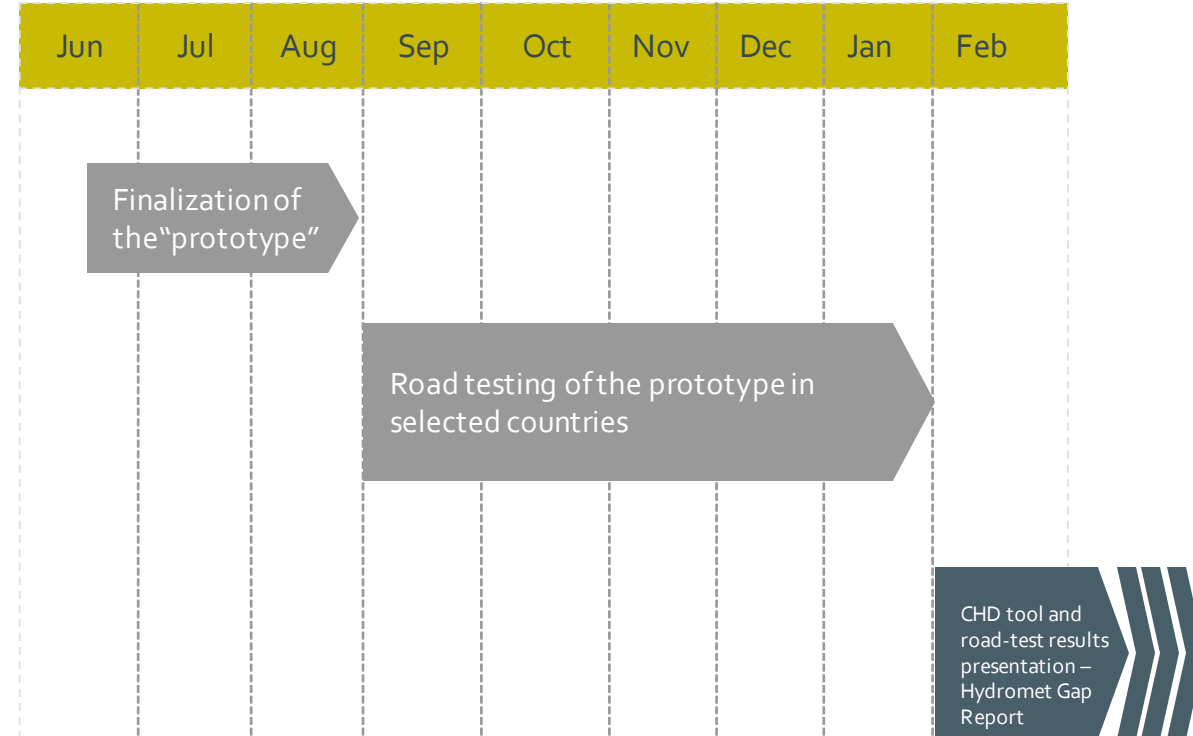 Jun Jul Aug Sep Oct Nov Dec Jan Feb
Finalization of
the“prototype”
Road testing of the prototype in
selected countries
CHD tool and
road-test results
presentation –
Hydromet Gap
Report